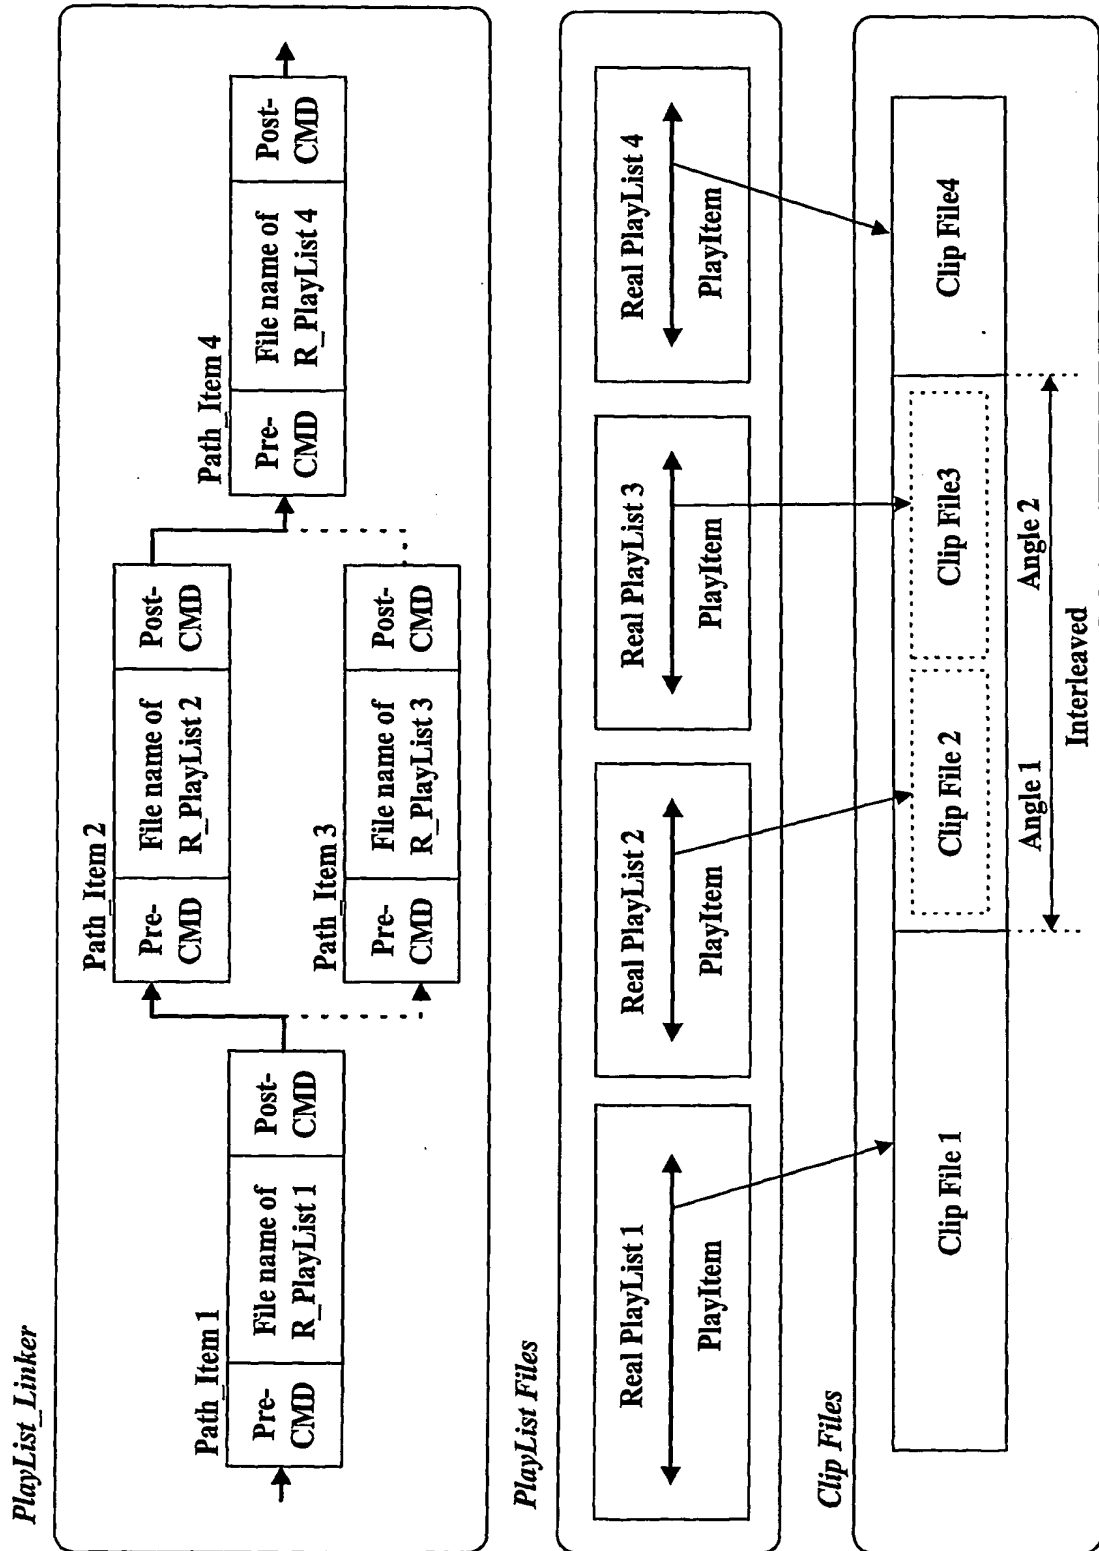 PlayList_Linker
Path_Item 1
Pre-
CMD
File name of
R_PlayList 1
Post-
CMD
Path_Item 2
Pre-
CMD
File name of
R_PlayList 2
Post-
CMD
Path_Item 3
Pre-
CMD
File name of
R_PlayList 3
Post-
CMD
Path_Item 4
Pre-
CMD
File name of
R_PlayList 4
Post-
CMD
PlayList Files
Real PlayList 1
PlayItem
Real PlayList 2
PlayItem
Real PlayList 3
PlayItem
Real PlayList 4
PlayItem
Clip Files
Clip File 1
Clip File 2
Clip File3
Clip File4
Angle 1
Angle 2
Interleaved